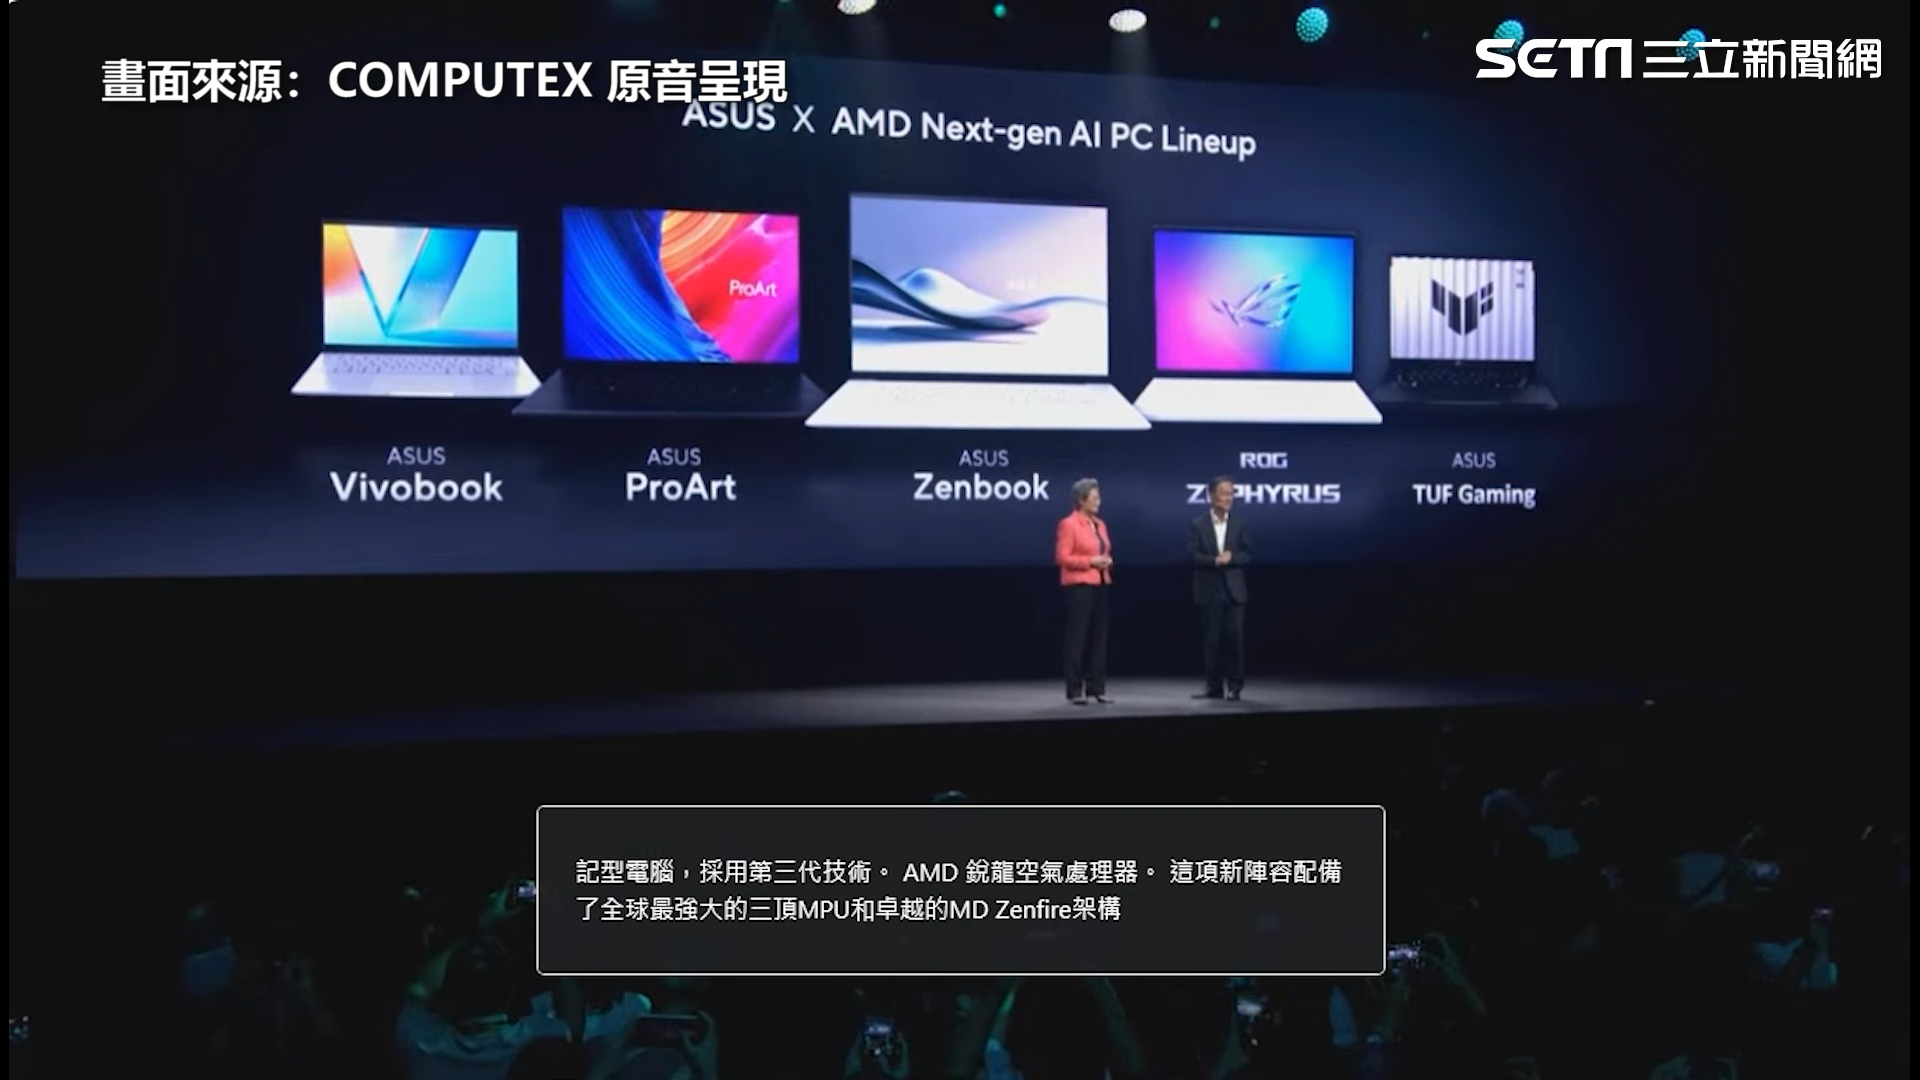 畫面來源：COMPUTEX 原音呈現
SETN三立新聞網
ASUS X AMD Next-gen AI PC Lineup
ProArt
ASUS
Vivobook
ASUS
ProArt
ASUS
Zenbook
ROG
ZEPHYRUS
ASUS
TUF Gaming
記型電腦，採用第三代技術。 AMD 銳龍空氣處理器。 這項新陣容配備
了全球最強大的三頂MPU和卓越的MD Zenfire架構